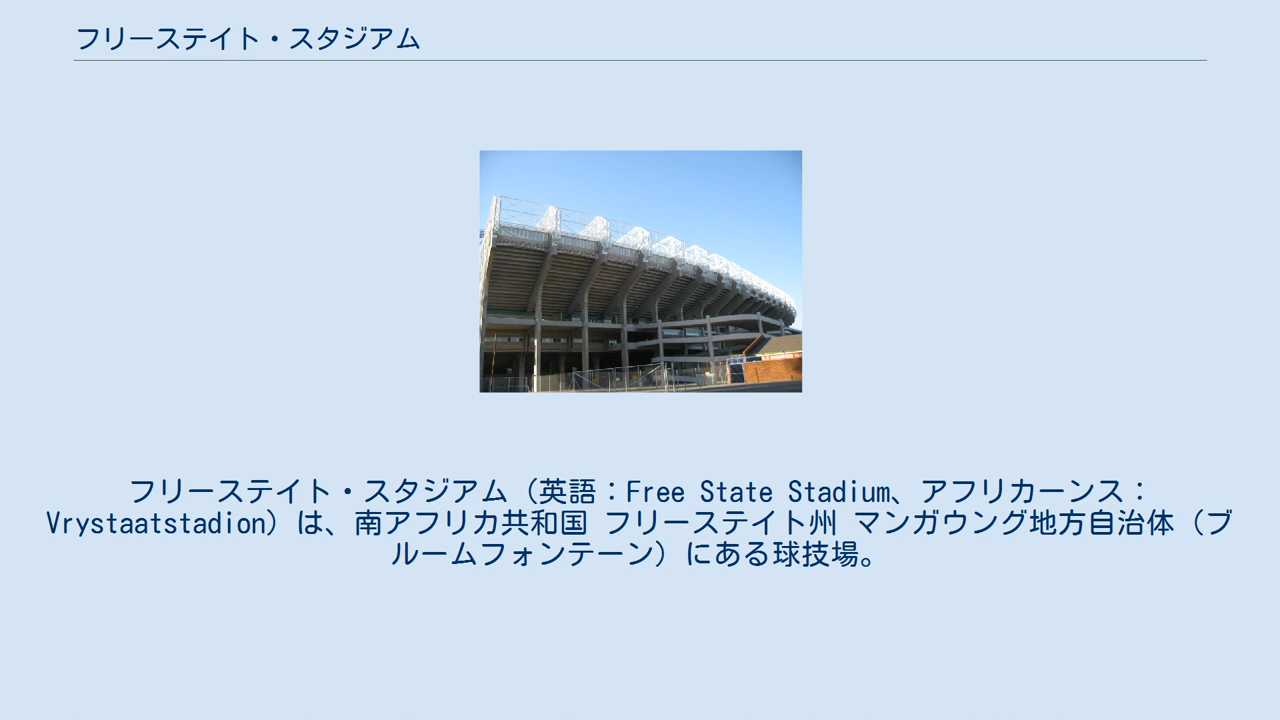 フリーステイト・スタジアム
フリーステイト・スタジアム（英語：Free State Stadium、アフリカーンス：
Vrystaatstadion）は、南アフリカ共和国 フリーステイト州 マンガウング地方自治体（ブ
ルームフォンテーン）にある球技場。